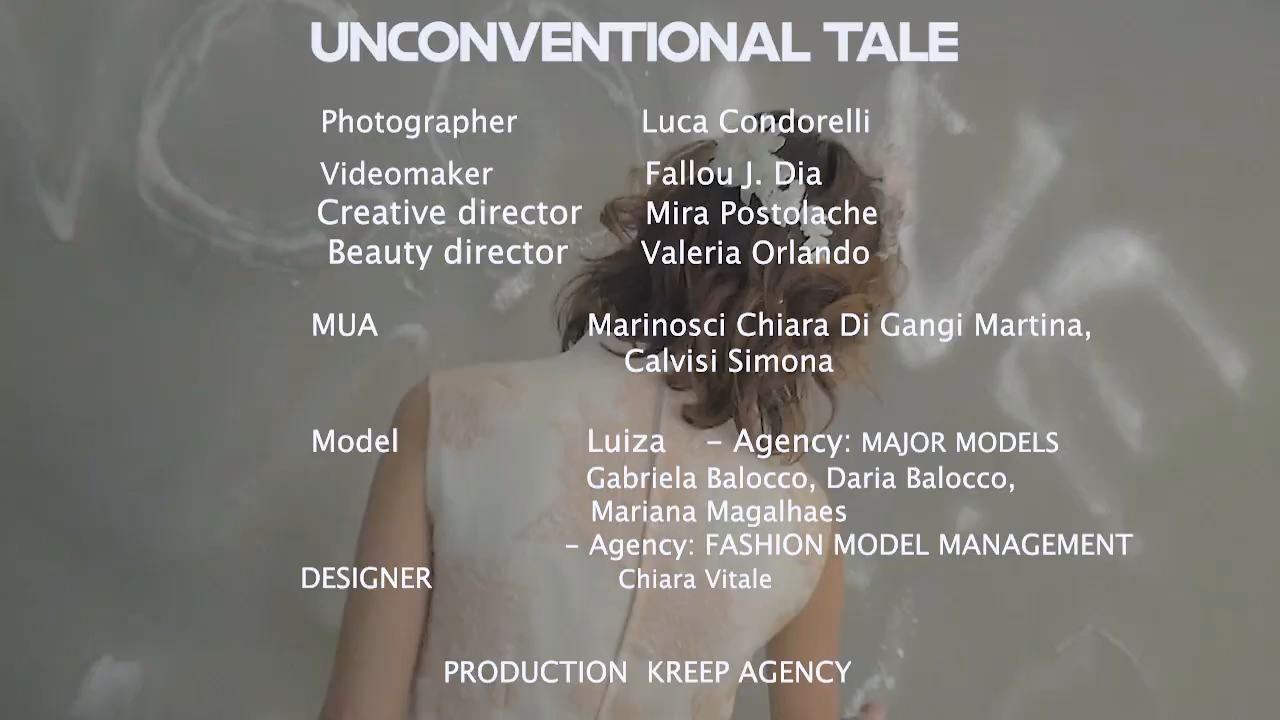 UNCONVENTIONAL TALE
Photographer Luca Condorelli
Videomaker Fallou J. Dia
Creative director Mira Postolache
Beauty director Valeria Orlando
MUA Marinosci Chiara Di Gangi Martina,
Calvisi Simona
Model Luiza - Agency: MAJOR MODELS
Gabriela Balocco, Daria Balocco,
Mariana Magalhaes
- Agency: FASHION MODEL MANAGEMENT
DESIGNER Chiara Vitale
PRODUCTION KREEP AGENCY